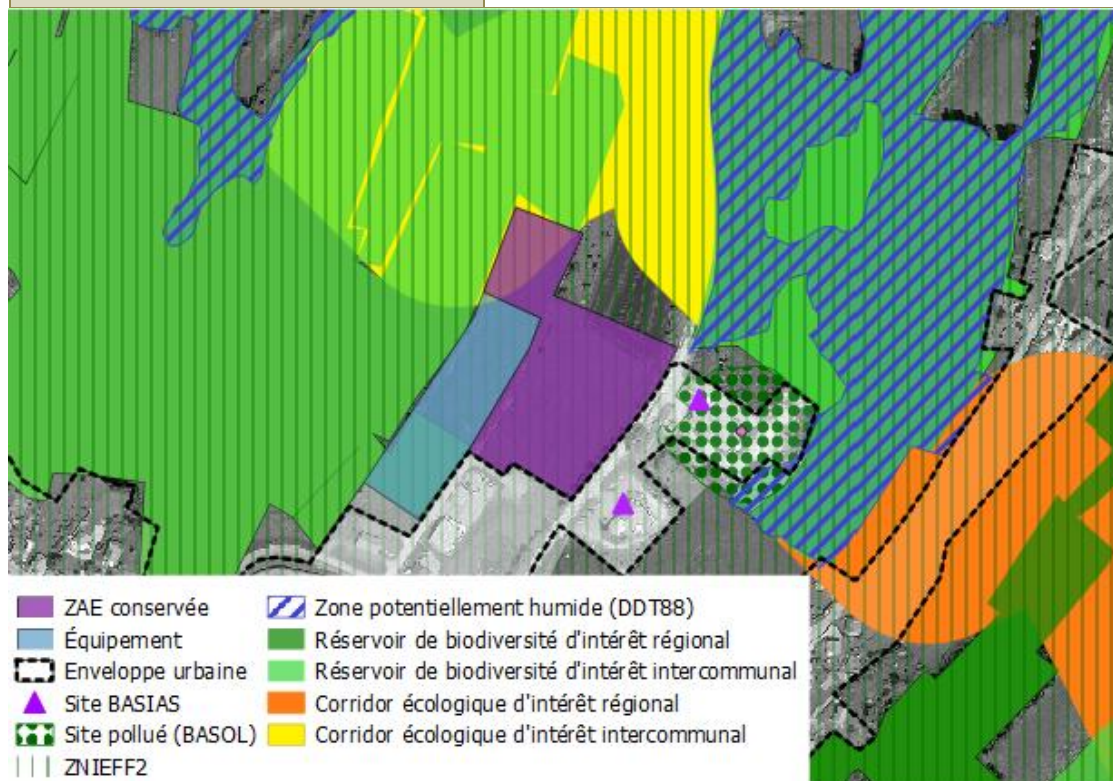 ZAE conservée
Équipement
Enveloppe urbaine
Site BASIAS
Site pollué (BASOL)
ZNIEFF2
Zone potentiellement humide (DDT88)
Réservoir de biodiversité d'intérêt régional
Réservoir de biodiversité d'intérêt intercommunal
Corridor écologique d'intérêt régional
Corridor écologique d'intérêt intercommunal